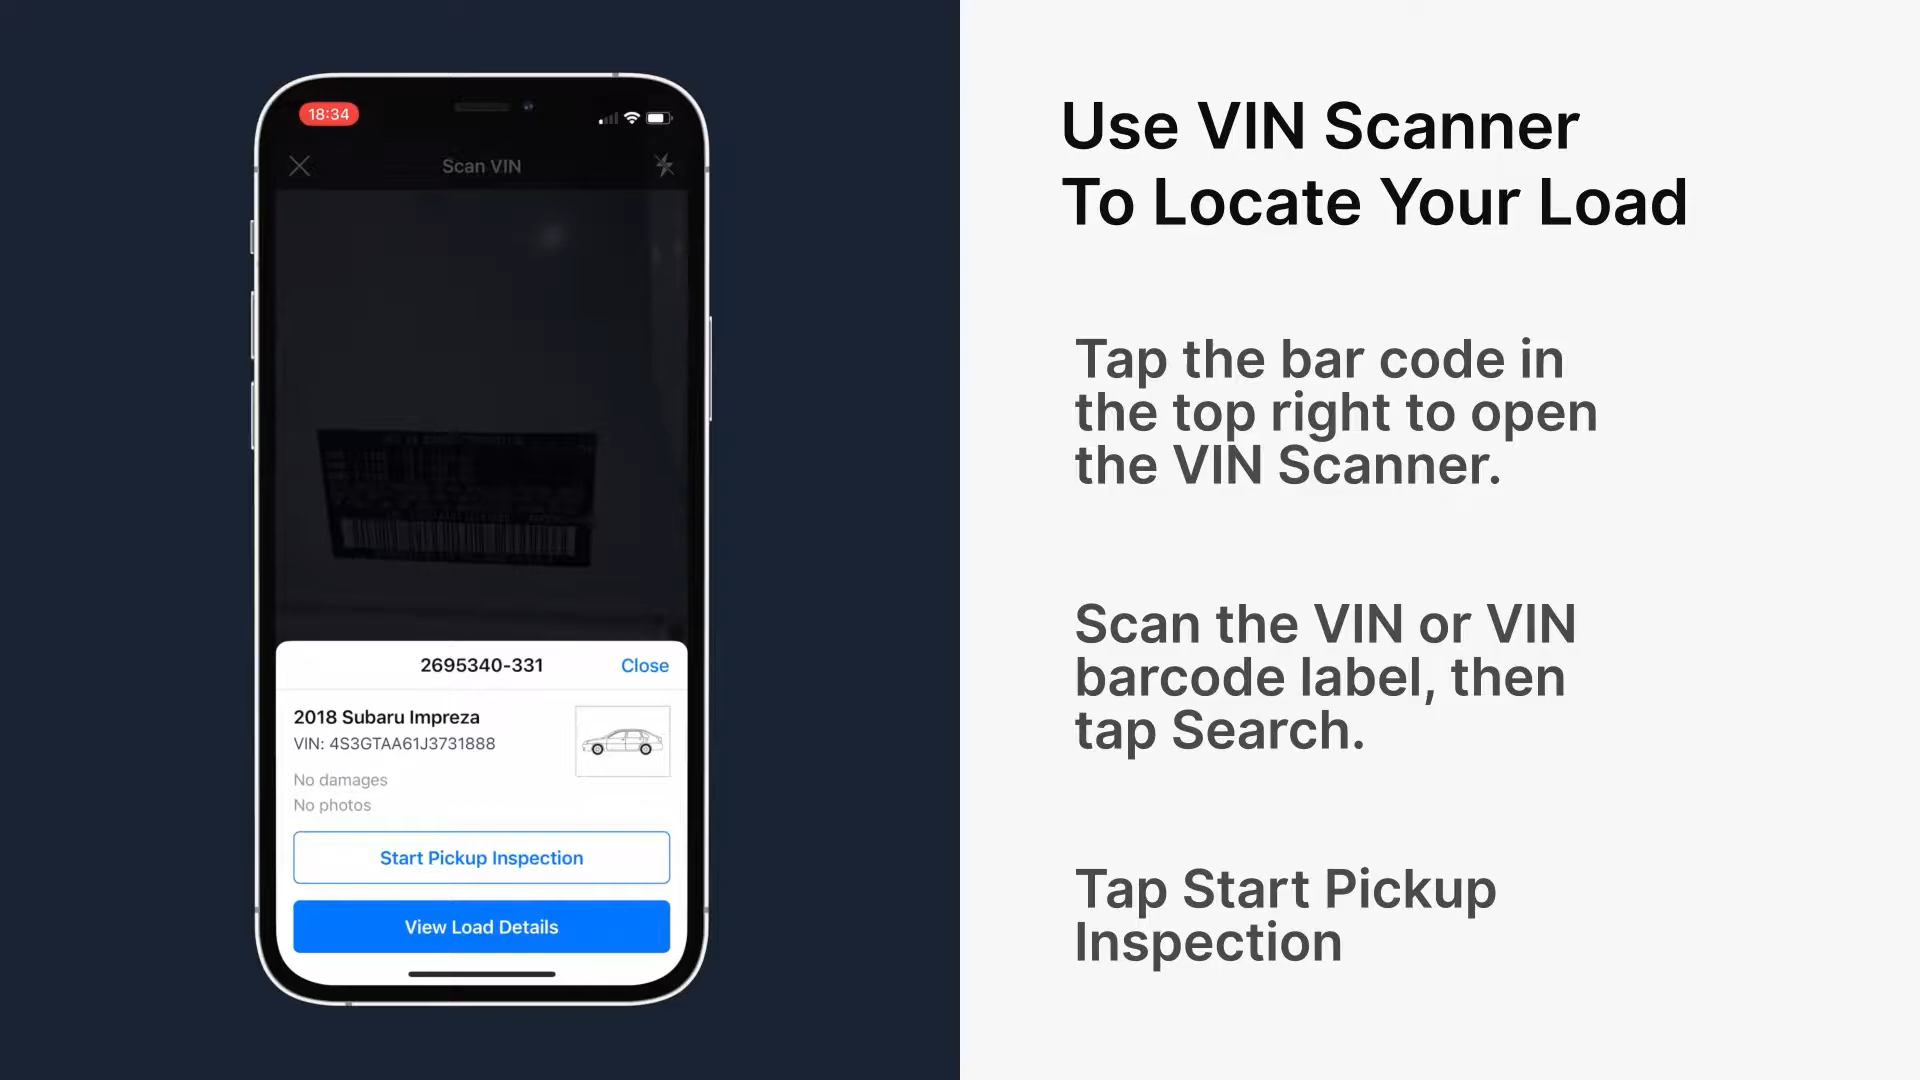 18:34
Scan VIN
2695340-331
Close
2018 Subaru Impreza
VIN: 4S3GTAA61J3731888
No damages
No photos
Start Pickup Inspection
View Load Details
Use VIN Scanner
To Locate Your Load
Tap the bar code in
the top right to open
the VIN Scanner.
Scan the VIN or VIN
barcode label, then
tap Search.
Tap Start Pickup
Inspection